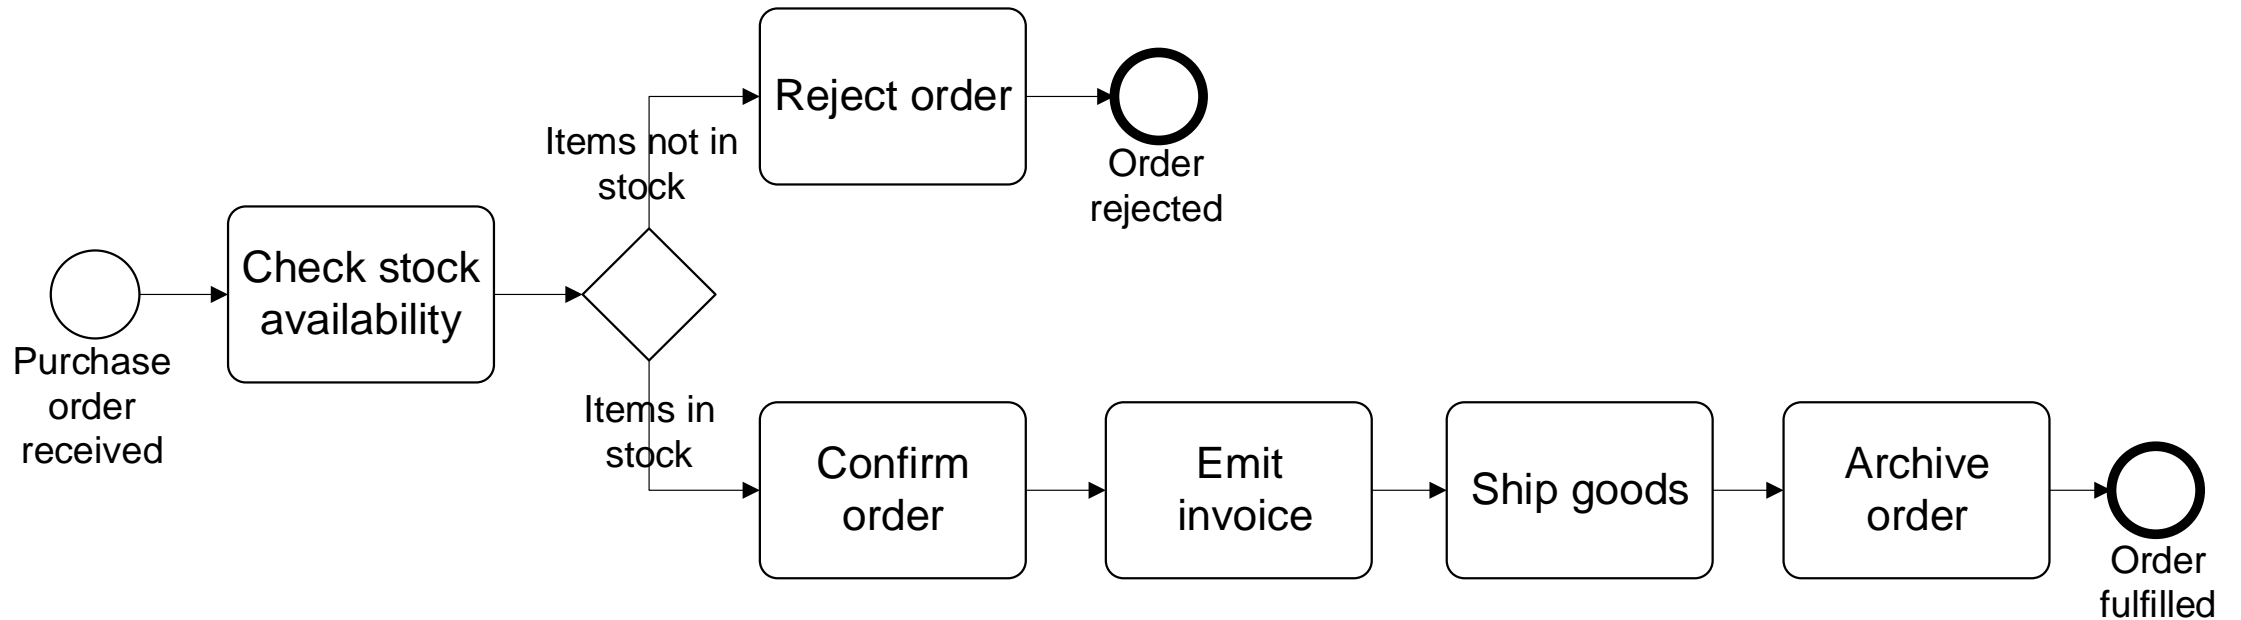 Reject order
Order
rejected
Items not in
stock
Check stock
availability
Purchase
order
received
Items in
stock
Confirm
order
Emit
invoice
Ship goods
Archive
order
Order
fulfilled